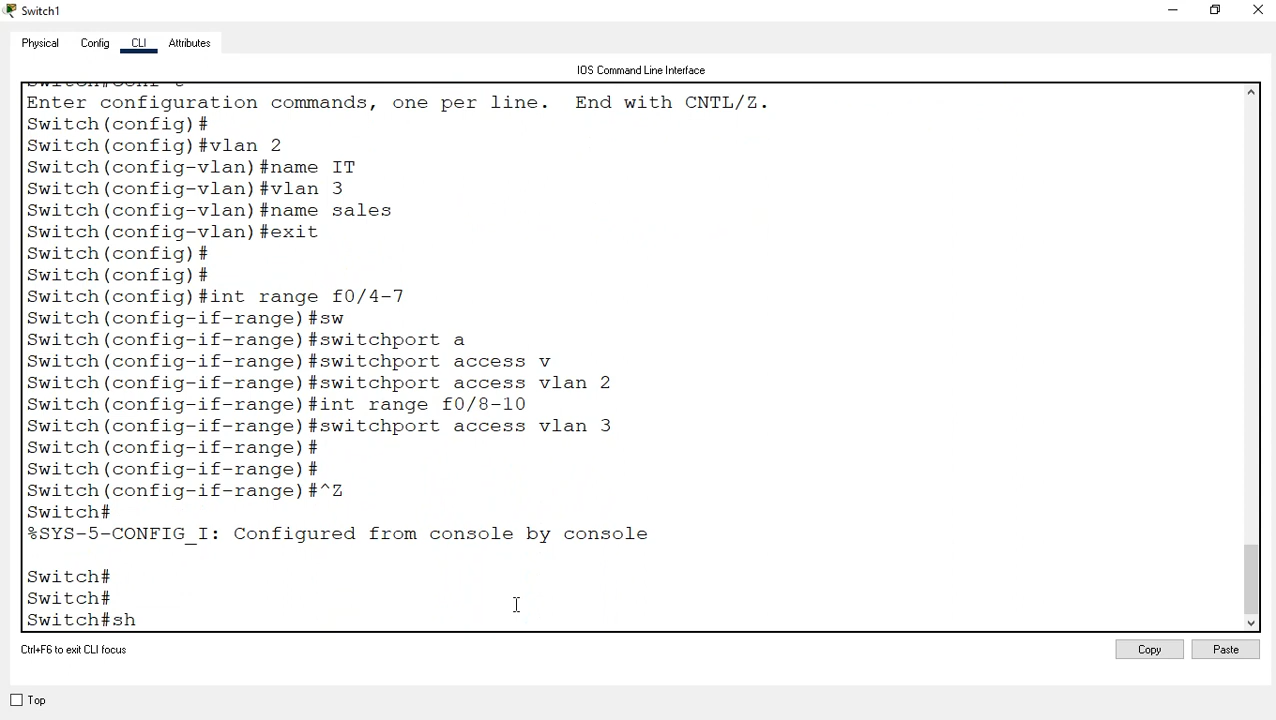 Switch1
Physical Config CLI Attributes
IOS Command Line Interface
Enter configuration commands, one per line. End with CNTL/Z.
Switch(config)#
Switch(config)#vlan 2
Switch(config-vlan)#name IT
Switch(config-vlan)#vlan 3
Switch(config-vlan)#name sales
Switch(config-vlan)#exit
Switch(config)#
Switch(config)#
Switch(config)#int range f0/4-7
Switch(config-if-range)#sw
Switch(config-if-range)#switchport a
Switch(config-if-range)#switchport access v
Switch(config-if-range)#switchport access vlan 2
Switch(config-if-range)#int range f0/8-10
Switch(config-if-range)#switchport access vlan 3
Switch(config-if-range)#
Switch(config-if-range)#
Switch(config-if-range)#^Z
Switch#
%SYS-5-CONFIG_I: Configured from console by console
Switch#
Switch#
Switch#sh
Ctrl+F6 to exit CLI focus
Copy Paste
Top